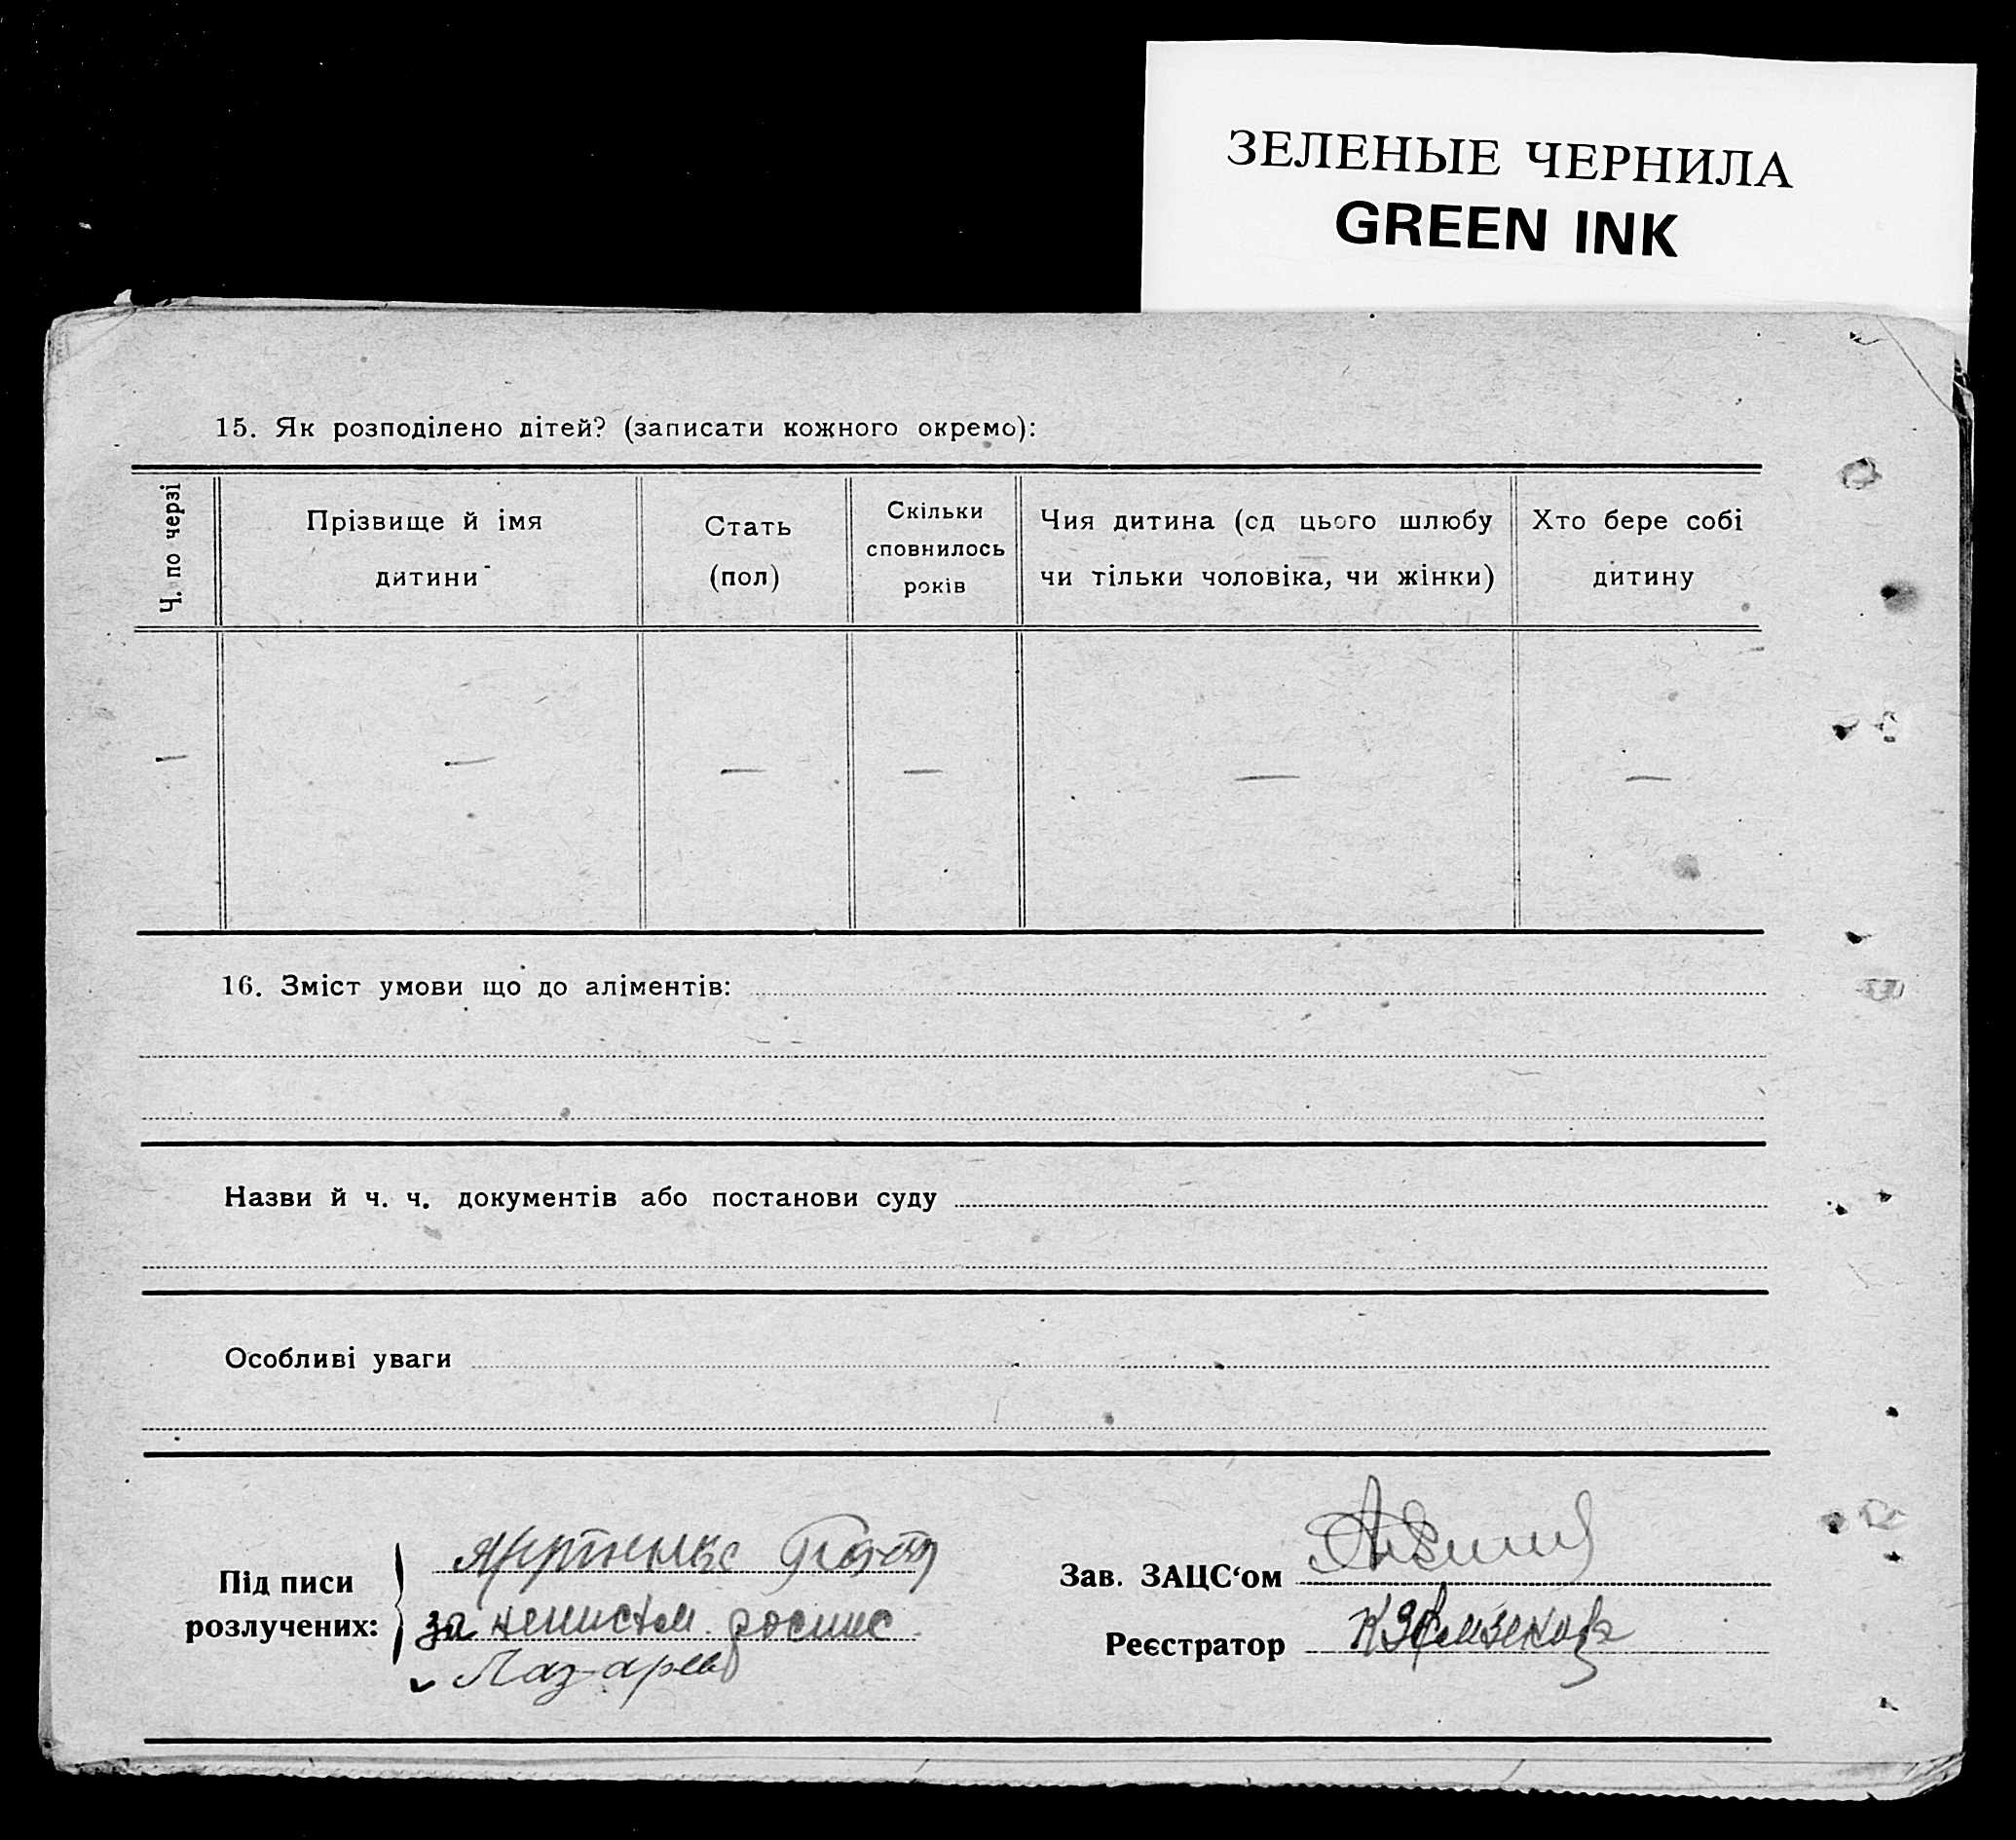 ЗЕЛЕНЫЕ ЧЕРНИЛА
GREEN INK
15. Як розподілено дітей? (записати кожного окремо):
Ч. по черзі
Прізвище й імя
дитини
Стать
(пол)
Скільки
сповнилось
років
Чия дитина (од цього шлюбу
чи тільки чоловіка, чи жінки)
Хто бере собі
дитину
— — — — — —
16. Зміст умови що до аліментів:
Назви й ч. ч. документів або постанови суду
Особливі уваги
Під писи
розлучених:
за неписьм. роспис
Лазарев
Зав. ЗАЦС‘ом
Реєстратор